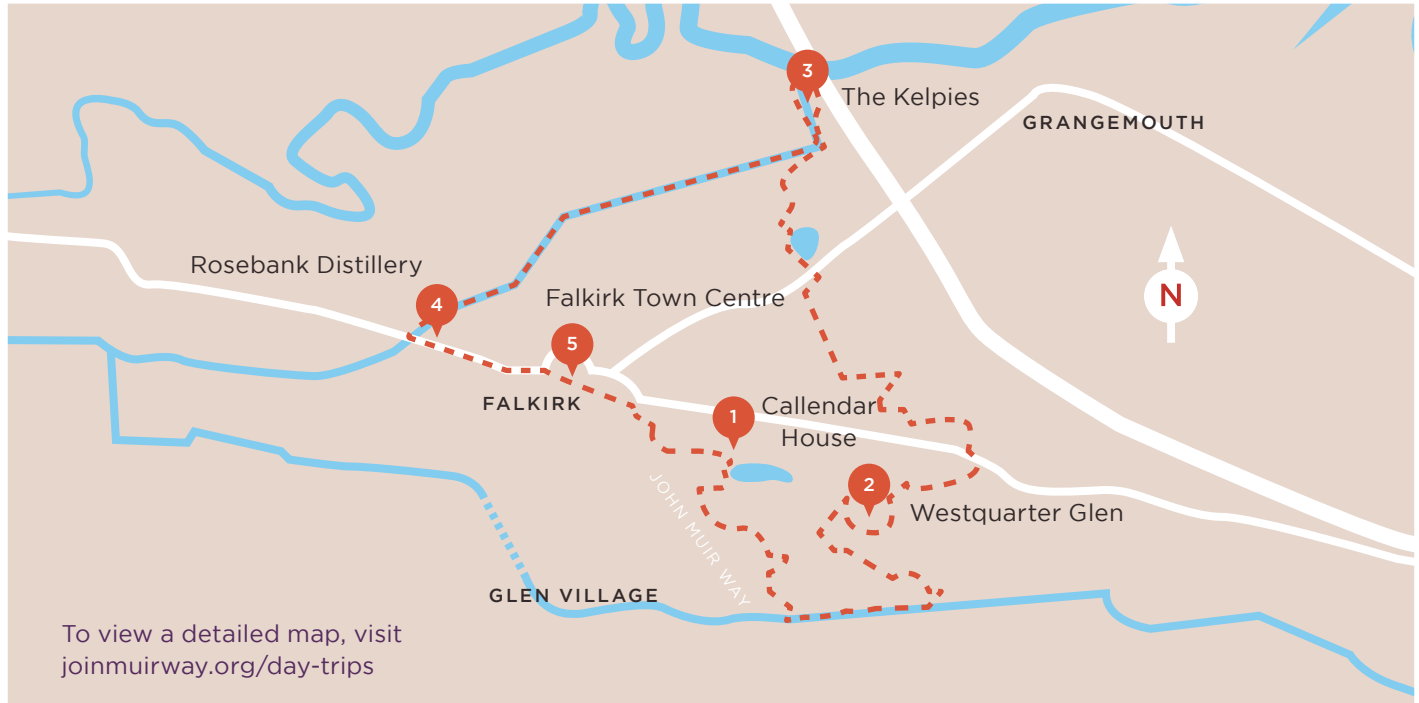 3
The Kelpies
GRANGEMOUTH
Rosebank Distillery
N
4
Falkirk Town Centre
5
FALKIRK
1
Callendar
House
2
Westquarter Glen
JOHN MUIR WAY
GLEN VILLAGE
To view a detailed map, visit
joinmuirway.org/day-trips